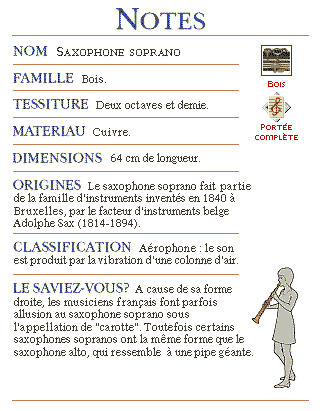 NOTES
NOM SAXOPHONE SOPRANO
BOIS
FAMILLE Bois.
TESSITURE Deux octaves et demie.
PORTÉE
COMPLÈTE
MATERIAU Cuivre.
DIMENSIONS 64 cm de longueur.
ORIGINES Le saxophone soprano fait partie
de la famille d'instruments inventés en 1840 à
Bruxelles, par le facteur d'instruments belge
Adolphe Sax (1814-1894).
CLASSIFICATION Aérophone : le son
est produit par la vibration d'une colonne d'air.
LE SAVIEZ-VOUS? A cause de sa forme
droite, les musiciens français font parfois
allusion au saxophone soprano sous
l'appellation de "carotte". Toutefois certains
saxophones sopranos ont la même forme que le
saxophone alto, qui ressemble à une pipe géante.